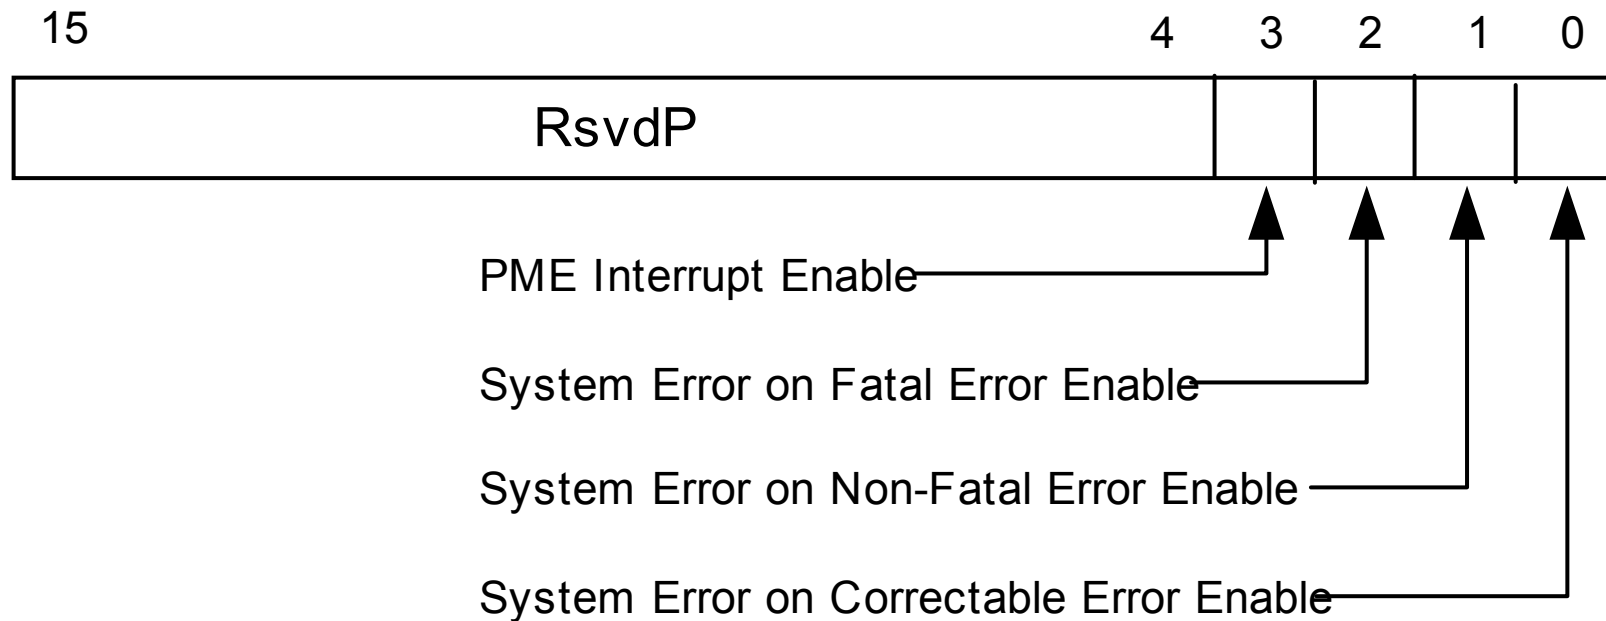 15 4 3 2 1 0
RsvdP
PME Interrupt Enable
System Error on Fatal Error Enable
System Error on Non-Fatal Error Enable
System Error on Correctable Error Enable